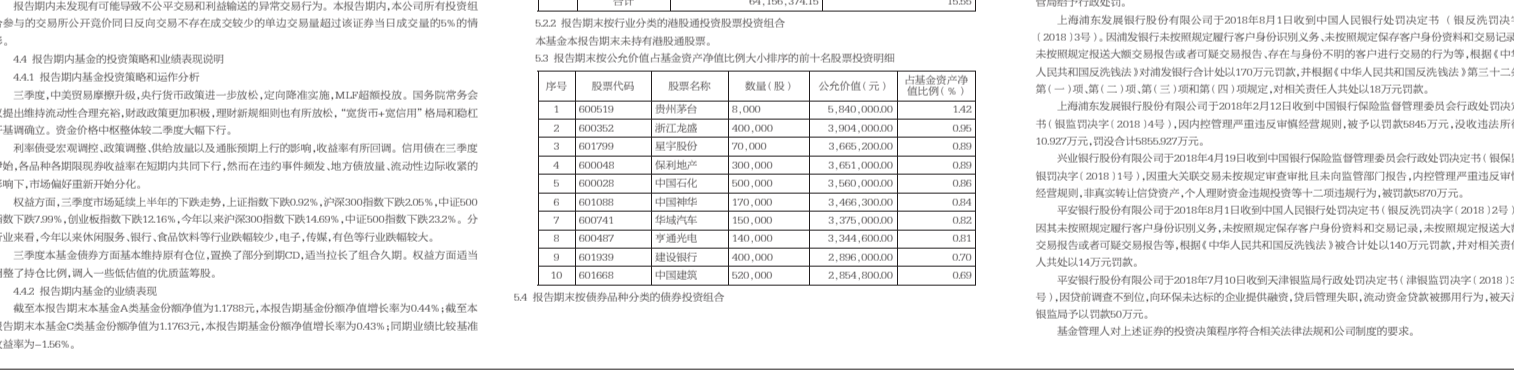 报告期内未发现有可能导致不公平交易和利益输送的异常交易行为。本报告期内,本公司所有投
参与的交易所公开竞价同日反向交易不存在成交较少的单边交易量超过该证券当日成交量的5%的情
。
4.4 报告期内基金的投资策略和业绩表现说明
4.4.1 报告期内基金投资策略和运作分析
三季度,中美贸易摩擦升级,央行货币政策进一步放松,定向降准实施,MLF超额投放。国务院常务会
提出维持流动性合理充裕,财政政策更加积极,理财新规细则也有所放松,“宽货币+宽信用”格局和稳杠
基调确立。资金价格中枢整体较二季度大幅下行。
利率债受宏观调控、政策调整、供给放量以及通胀预期上行的影响,收益率有所回调。信用债在三季度
始,各品种各期限现券收益率在短期内共同下行,然而在违约事件频发、地方债放量、流动性边际收紧的
响下,市场偏好重新开始分化。
权益方面,三季度市场延续上半年的下跌走势,上证指数下跌0.92%,沪深300指数下跌2.05%,中证500
指数下跌7.99%,创业板指数下跌12.16%,今年以来沪深300指数下跌14.69%,中证500指数下跌23.2%。分
业来看,今年以来休闲服务、银行、食品饮料等行业跌幅较少,电子,传媒,有色等行业跌幅较大。
三季度本基金债券方面基本维持原有仓位,置换了部分到期CD,适当拉长了组合久期。权益方面适当
调整了持仓比例,调入一些低估值的优质蓝筹股。
4.4.2 报告期内基金的业绩表现
截至本报告期末本基金A类基金份额净值为1.1788元,本报告期基金份额净值增长率为0.44%;截至本
报告期末本基金C类基金份额净值为1.1763元,本报告期基金份额净值增长率为0.43%;同期业绩比较基准
收益率为-1.56%。
合计 64,156,374.15 15.55
5.2.2 报告期末按行业分类的港股通投资股票投资组合
本基金本报告期末未持有港股通股票。
5.3 报告期末按公允价值占基金资产净值比例大小排序的前十名股票投资明细
序号 股票代码 股票名称 数量(股) 公允价值(元) 占基金资产净值比例(%)
1 600519 贵州茅台 8,000 5,840,000.00 1.42
2 600352 浙江龙盛 400,000 3,904,000.00 0.95
3 601799 星宇股份 70,000 3,665,200.00 0.89
4 600048 保利地产 300,000 3,651,000.00 0.89
5 600028 中国石化 500,000 3,560,000.00 0.86
6 601088 中国神华 170,000 3,466,300.00 0.84
7 600741 华域汽车 150,000 3,375,000.00 0.82
8 600487 亨通光电 140,000 3,344,600.00 0.81
9 601939 建设银行 400,000 2,896,000.00 0.70
10 601668 中国建筑 520,000 2,854,800.00 0.69
5.4 报告期末按债券品种分类的债券投资组合
管局给予行政处罚。
上海浦东发展银行股份有限公司于2018年8月1日收到中国人民银行处罚决定书(银反洗罚决字
(2018)3号)。因浦发银行未按照规定履行客户身份识别义务、未按照规定保存客户身份资料和交易记录
未按照规定报送大额交易报告或者可疑交易报告、存在与身份不明的客户进行交易的行为等,根据《中华
人民共和国反洗钱法》对浦发银行合计处以170万元罚款,并根据《中华人民共和国反洗钱法》第三十二条
第(一)项、第(二)项、第(三)项和第(四)项规定,对相关责任人共处以18万元罚款。
上海浦东发展银行股份有限公司于2018年2月12日收到中国银行保险监督管理委员会行政处罚决定
书(银监罚决字(2018)4号),因内控管理严重违反审慎经营规则,被予以罚款5845万元,没收违法所得
10.927万元,罚没合计5855.927万元。
兴业银行股份有限公司于2018年4月19日收到中国银行保险监督管理委员会行政处罚决定书(银保监
银罚决字(2018)1号),因重大关联交易未按规定审查审批且未向监管部门报告,内控管理严重违反审慎
经营规则,非真实转让信贷资产,个人理财资金违规投资等十二项违规行为,被罚款5870万元。
平安银行股份有限公司于2018年8月1日收到中国人民银行处罚决定书(银反洗罚决字(2018)2号)
因其未按照规定履行客户身份识别义务,未按照规定保存客户身份资料和交易记录,未按照规定报送大额
交易报告或者可疑交易报告等,根据《中华人民共和国反洗钱法》被合计处以140万元罚款,并对相关责任
人共处以14万元罚款。
平安银行股份有限公司于2018年7月10日收到天津银监局行政处罚决定书(津银监罚决字(2018)3
号),因贷前调查不到位,向环保未达标的企业提供融资,贷后管理失职,流动资金贷款被挪用行为,被天津
银监局予以罚款50万元。
基金管理人对上述证券的投资决策程序符合相关法律法规和公司制度的要求。